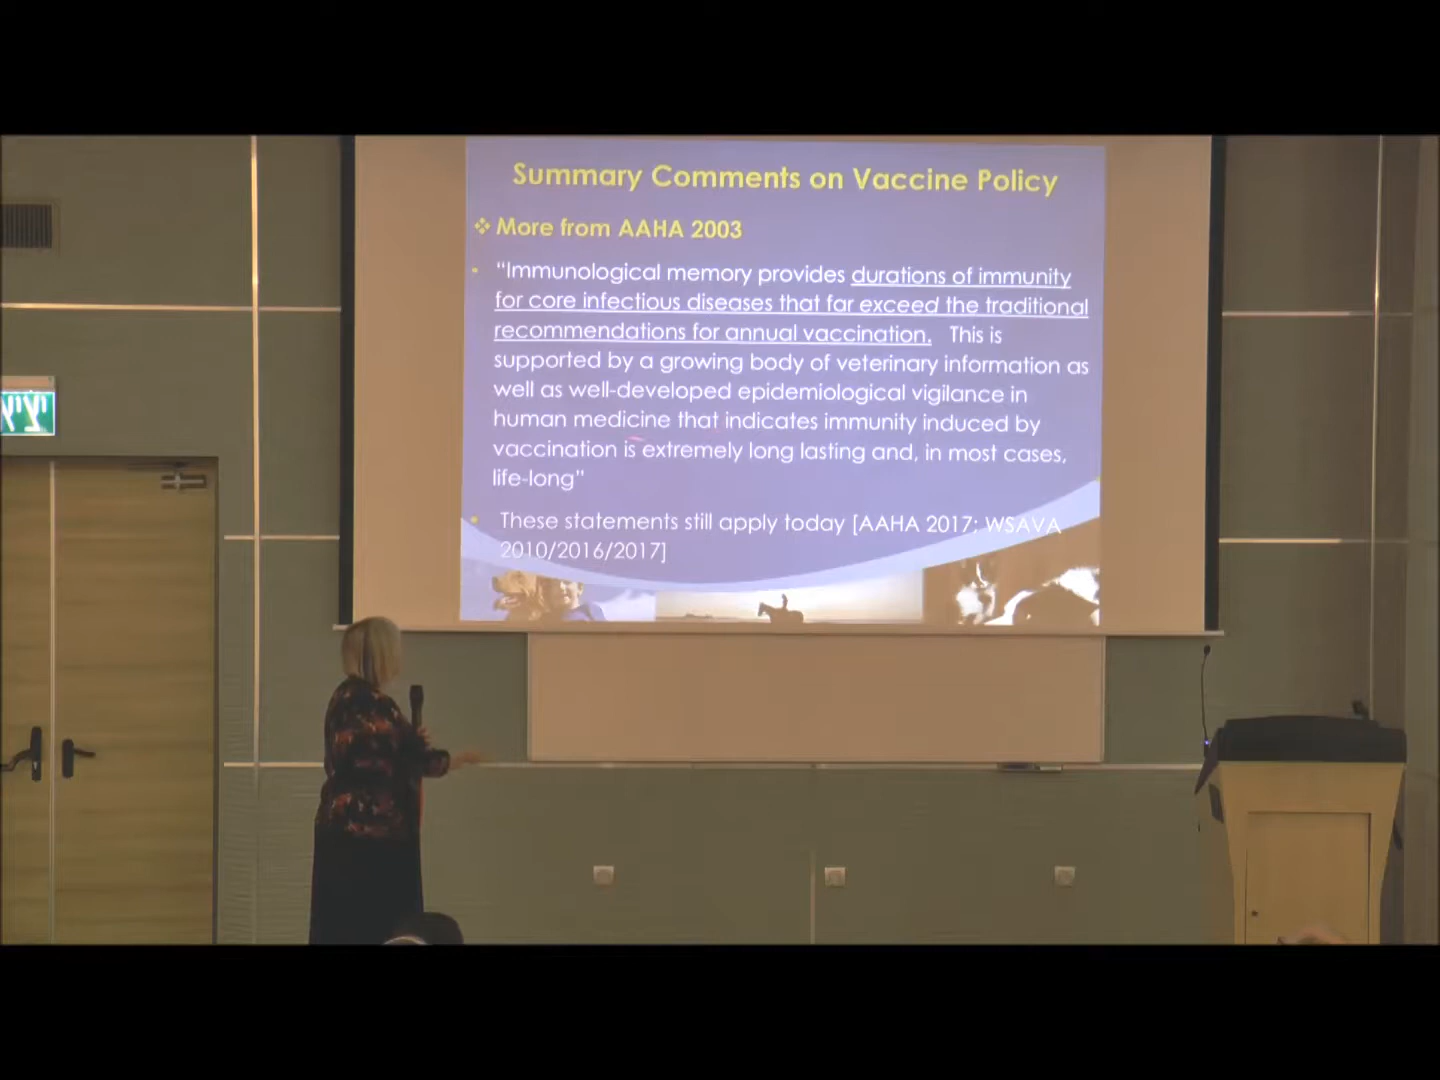 Summary Comments on Vaccine Policy
More from AAHA 2003
“Immunological memory provides durations of immunity
for core infectious diseases that far exceed the traditional
recommendations for annual vaccination. This is
supported by a growing body of veterinary information as
well as well-developed epidemiological vigilance in
human medicine that indicates immunity induced by
vaccination is extremely long lasting and, in most cases,
life-long”
These statements still apply today [AAHA 2017; WSAVA
2010/2016/2017]